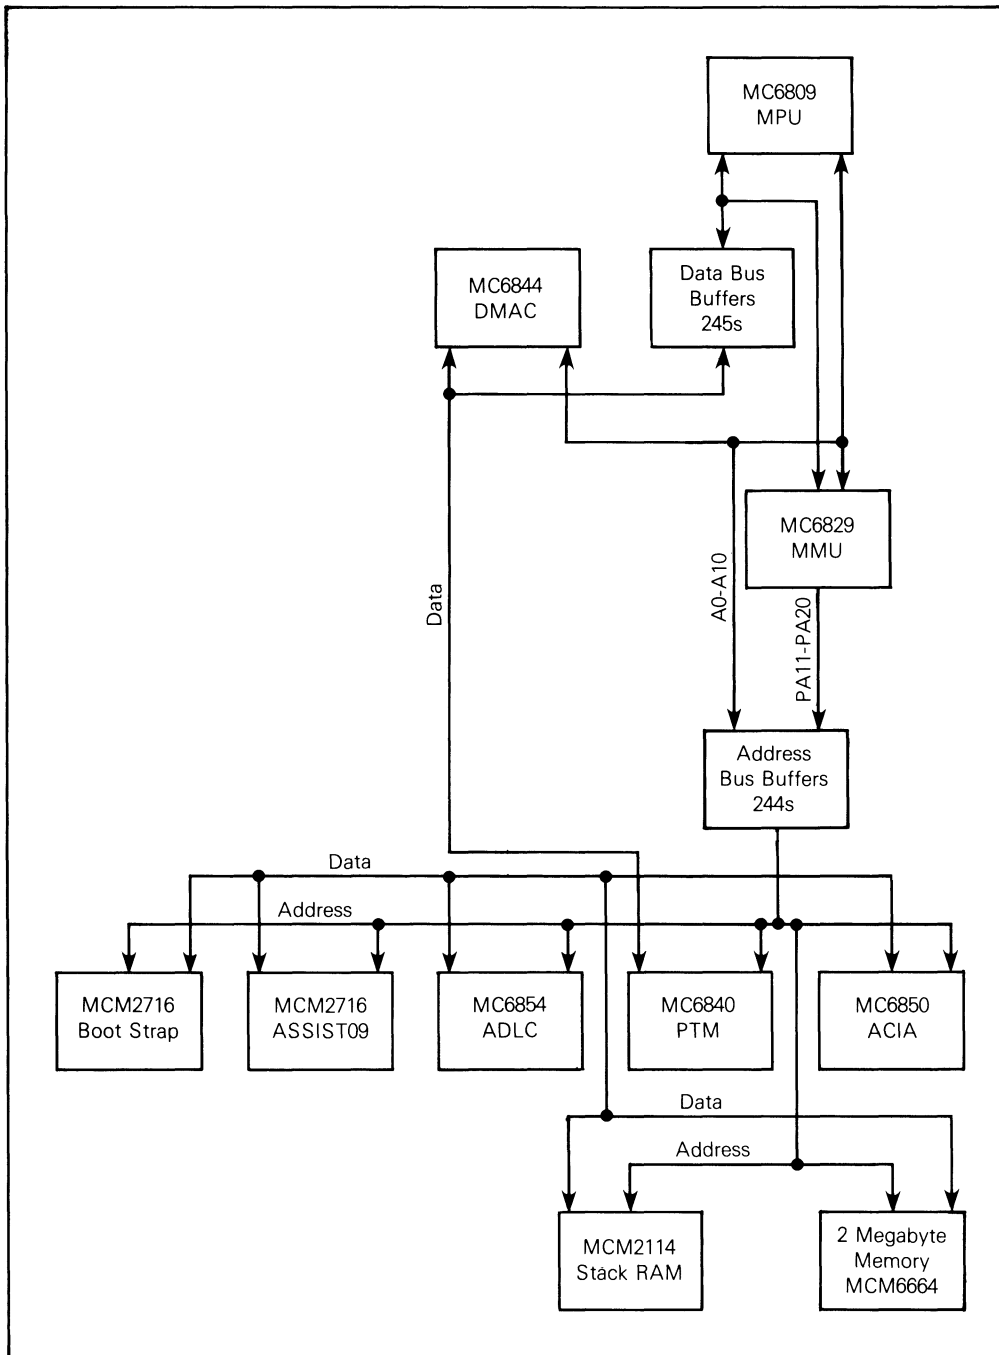 MC6809
MPU
MC6844
DMAC
Data Bus
Buffers
245s
MC6829
MMU
Data
A0-A10
PA11-PA20
Address
Bus Buffers
244s
Data
Address
MCM2716
Boot Strap
MCM2716
ASSIST09
MC6854
ADLC
MC6840
PTM
MC6850
ACIA
Data
Address
MCM2114
Stack RAM
2 Megabyte
Memory
MCM6664